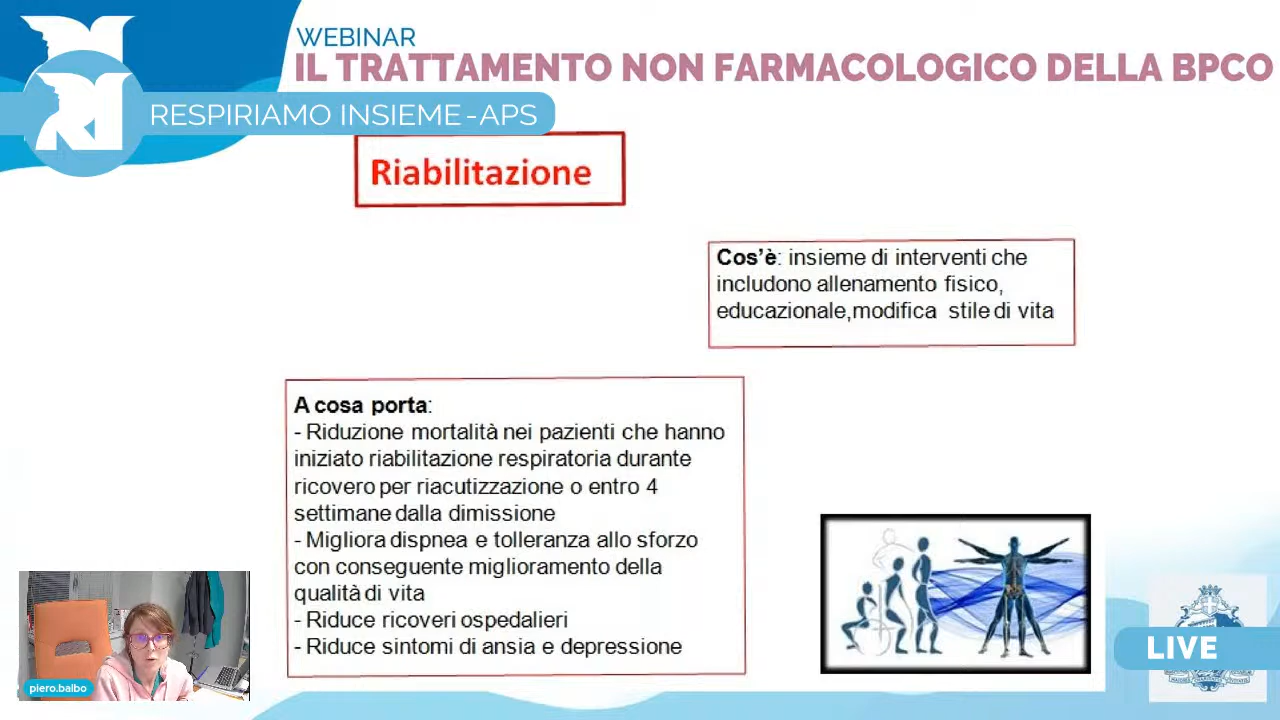 WEBINAR
IL TRATTAMENTO NON FARMACOLOGICO DELLA BPCO
RESPIRIAMO INSIEME-APS
Riabilitazione
Cos'è: insieme di interventi che
includono allenamento fisico,
educazionale,modifica stile di vita
A cosa porta:
- Riduzione mortalità nei pazienti che hanno
iniziato riabilitazione respiratoria durante
ricovero per riacutizzazione o entro 4
settimane dalla dimissione
- Migliora dispnea e tolleranza allo sforzo
con conseguente miglioramento della
qualità di vita
- Riduce ricoveri ospedalieri
- Riduce sintomi di ansia e depressione
piero.balbo
LIVE